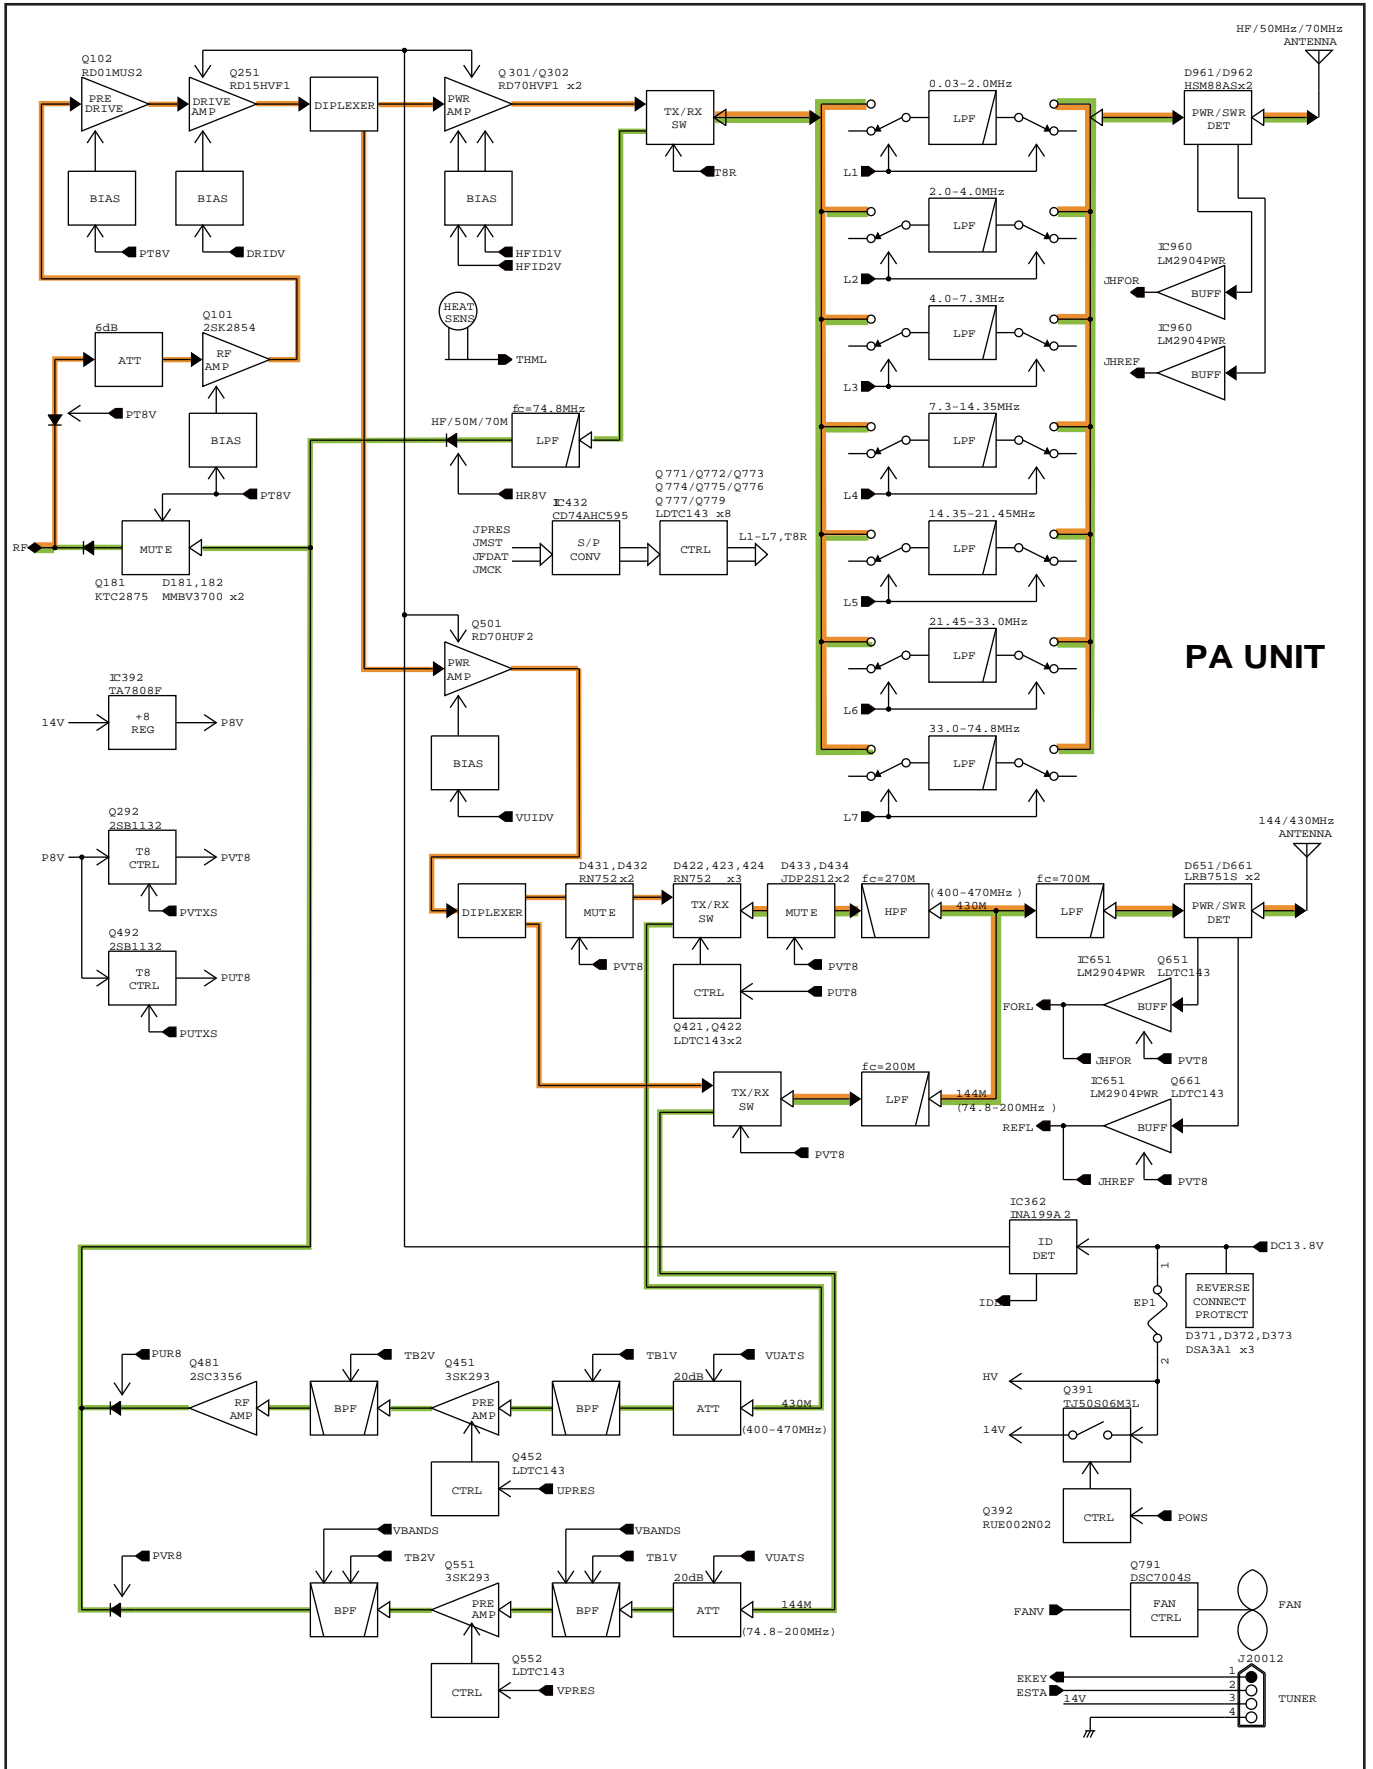 HF/50MHz/70MHz
ANTENNA
Q102
RD01MUS2
Q251
RD15HVF1
Q301/Q302
RD70HVF1 x2
0.03-2.0MHz
D961/D962
HSM88ASx2
PRE
DRIVE
DRIVE
AMP
DIPLEXER
PWR
AMP
TX/RX
SW
LPF
PWR/SWR
DET
BIAS
BIAS
BIAS
T8R
L1
2.0-4.0MHz
LPF
PT8V
DRIDV
HFID1V
HFID2V
IC960
LM2904PWR
JHFOR
BUFF
L2
4.0-7.3MHz
HEAT
SENS
THML
LPF
IC960
LM2904PWR
JHREF
BUFF
L3
6dB
Q101
2SK2854
ATT
RF
AMP
PT8V
BIAS
PT8V
HF/50M/70M
fc=74.8MHz
LPF
HR8V
7.3-14.35MHz
LPF
L4
Q771/Q772/Q773
Q774/Q775/Q776
Q777/Q779
LDTC143 x8
IC432
CD74AHC595
JPRES
JMST
JFDAT
JMCK
S/P
CONV
CTRL
L1-L7,T8R
14.35-21.45MHz
LPF
L5
RF
MUTE
Q181
KTC2875
D181,182
MMBV3700 x2
Q501
RD70HUF2
PWR
AMP
21.45-33.0MHz
LPF
L6
PA UNIT
IC392
TA7808F
14V
+8
REG
P8V
BIAS
VUIDV
33.0-74.8MHz
LPF
L7
Q292
2SB1132
P8V
T8
CTRL
PVT8
PVTXS
Q492
2SB1132
T8
CTRL
PUT8
PUTXS
144/430MHz
ANTENNA
D431,D432
RN752x2
D422,423,424
RN752 x3
D433,D434
JDP2S12x2
fc=270M
(400-470MHz )
430M
fc=700M
D651/D661
LRB751S x2
DIPLEXER
MUTE
TX/RX
SW
MUTE
HPF
LPF
PWR/SWR
DET
PVT8
CTRL
PVT8
PUT8
Q421,Q422
LDTC143x2
IC651
LM2904PWR
Q651
LDTC143
FORL
BUFF
JHFOR
PVT8
TX/RX
SW
fc=200M
LPF
144M
(74.8-200MHz )
PVT8
IC651
LM2904PWR
Q661
LDTC143
REFL
BUFF
JHREF
PVT8
IC362
INA199A2
ID
DET
DC13.8V
IDL
1
EP1
2
REVERSE
CONNECT
PROTECT
D371,D372,D373
DSA3A1 x3
HV
Q391
TJ50S06M3L
14V
Q392
RUE002N02
CTRL
POWS
PUR8
Q481
2SC3356
RF
AMP
TB2V
BPF
Q451
3SK293
PRE
AMP
TB1V
BPF
VUATS
20dB
ATT
430M
(400-470MHz)
Q452
LDTC143
CTRL
UPRES
VBANDS
PVR8
TB2V
BPF
Q551
3SK293
PRE
AMP
VBANDS
TB1V
BPF
VUATS
20dB
ATT
144M
(74.8-200MHz)
Q552
LDTC143
CTRL
VPRES
Q791
DSC7004S
FANV
FAN
CTRL
FAN
J20012
EKEY
1
ESTA
2
14V
3
4
TUNER